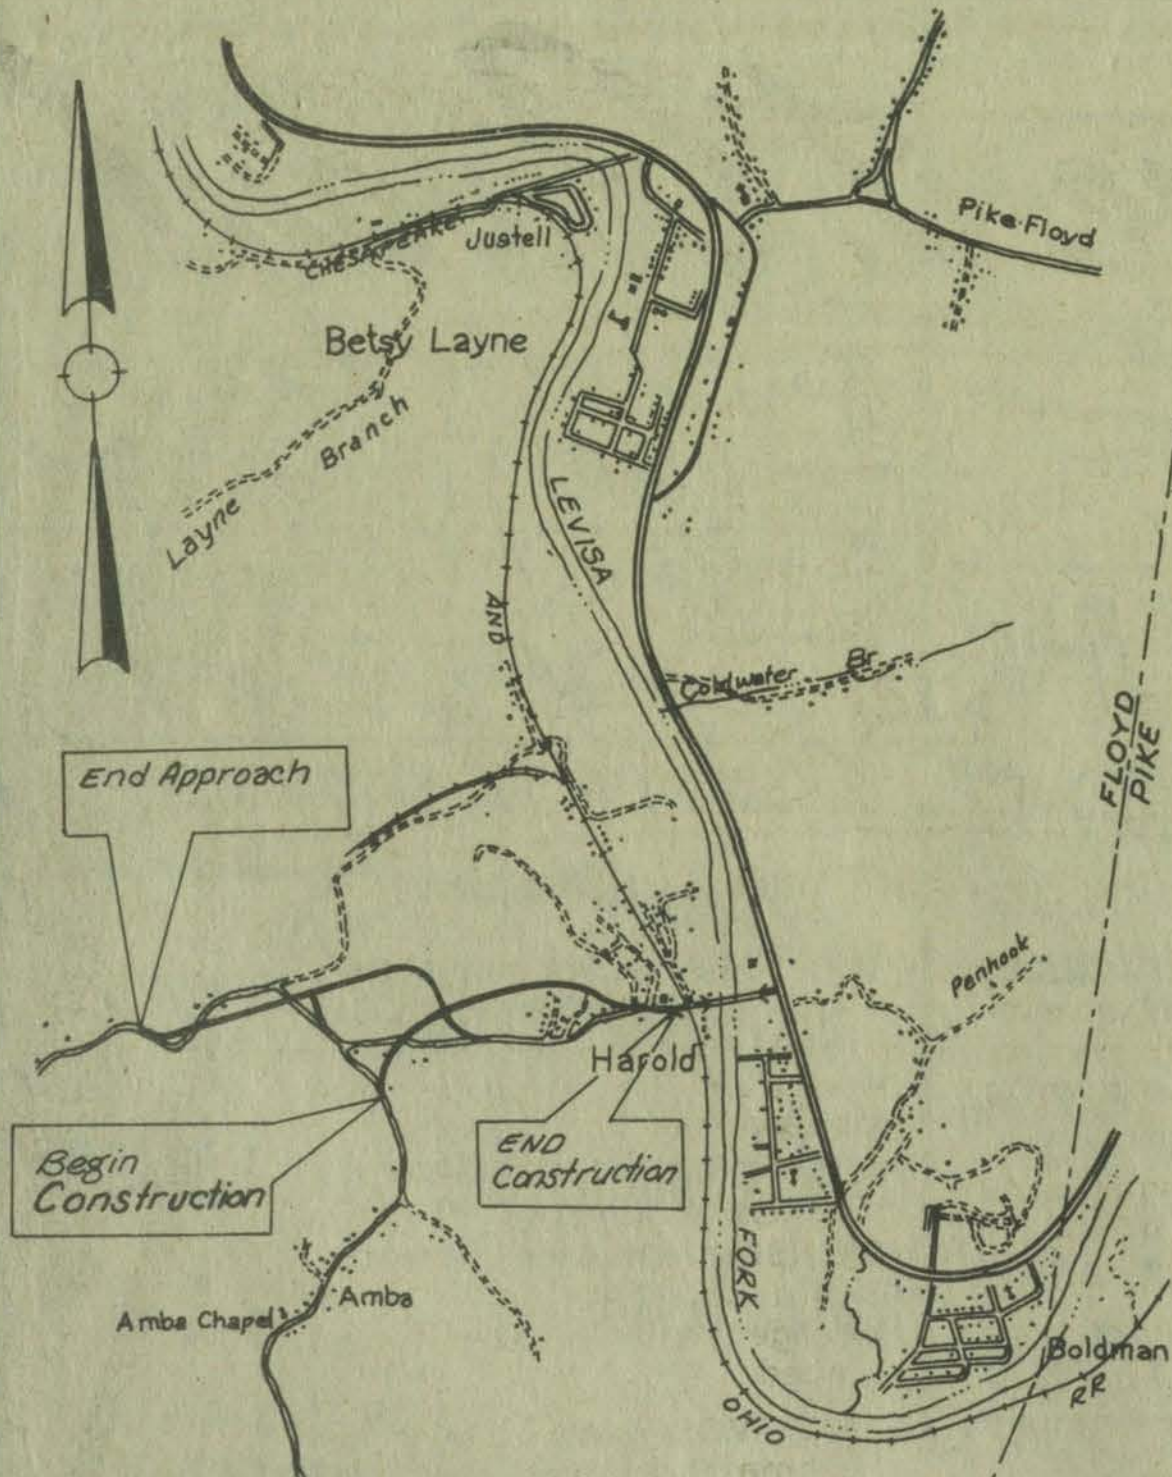 Pike-Floyd
CHESAPEAKE
Justell
Betsy Layne
Layne Branch
LEVISA
AND
Coldwater Br.
FLOYD
PIKE
End Approach
Penhook
Harold
Begin
Construction
END
Construction
FORK
Amba
Amba Chapel
Boldman
OHIO
RR